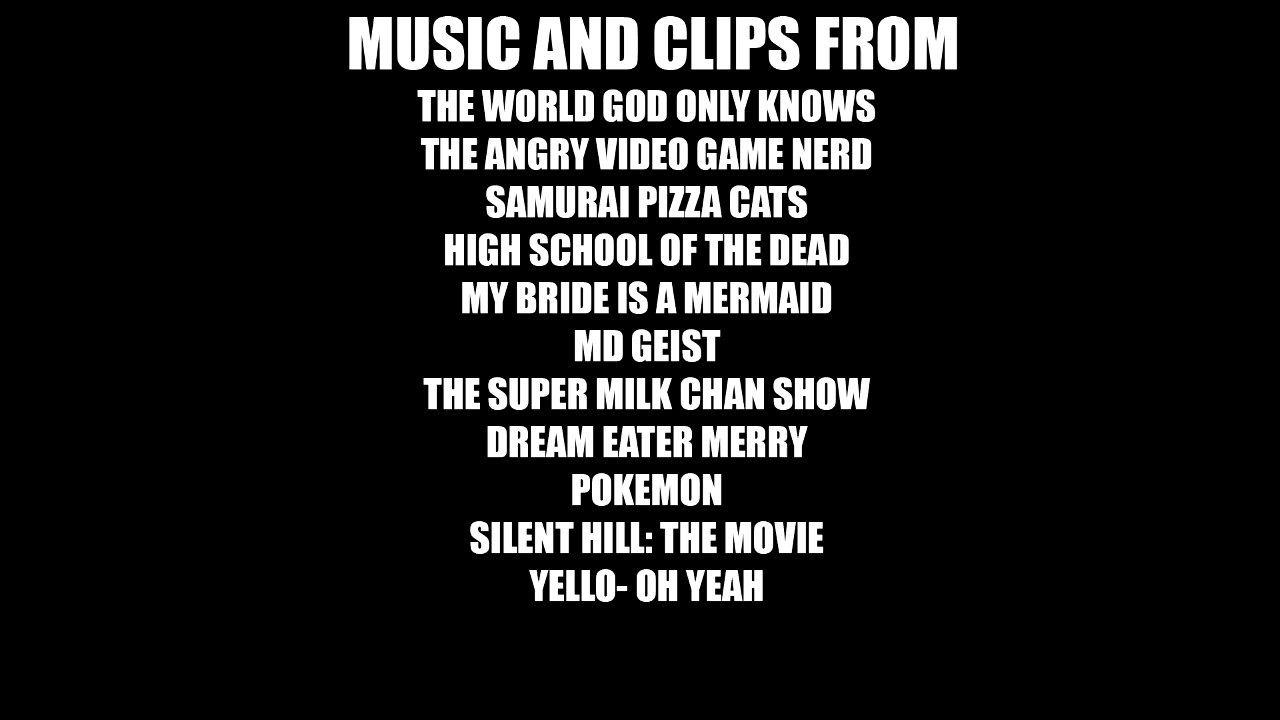 MUSIC AND CLIPS FROM
THE WORLD GOD ONLY KNOWS
THE ANGRY VIDEO GAME NERD
SAMURAI PIZZA CATS
HIGH SCHOOL OF THE DEAD
MY BRIDE IS A MERMAID
MD GEIST
THE SUPER MILK CHAN SHOW
DREAM EATER MERRY
POKEMON
SILENT HILL: THE MOVIE
YELLO- OH YEAH